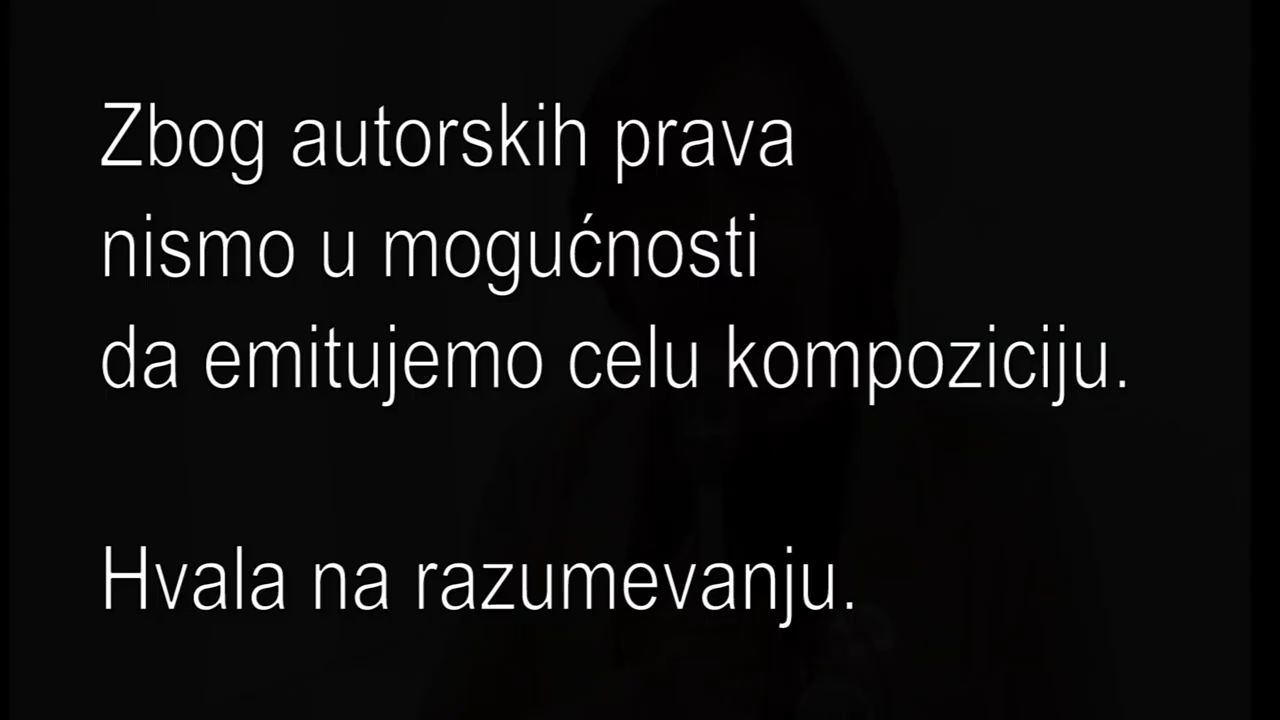 Zbog autorskih prava
nismo u mogućnosti
da emitujemo celu kompoziciju.
Hvala na razumevanju.